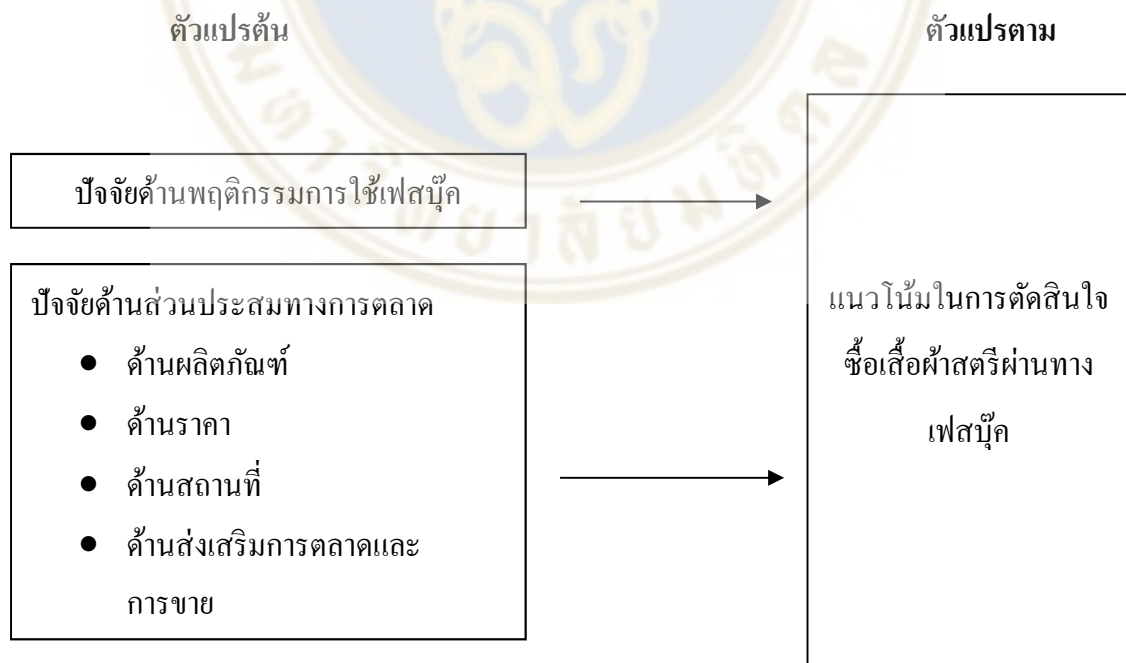 ตัวแปรต้น
ตัวแปรตาม
ปัจจัยด้านพฤติกรรมการใช้เฟสบุ๊ค
ปัจจัยด้านส่วนประสมทางการตลาด
● ด้านผลิตภัณฑ์
● ด้านราคา
● ด้านสถานที่
● ด้านส่งเสริมการตลาดและ
การขาย
แนวโน้มในการตัดสินใจ
ซื้อเสื้อผ้าสตรีผ่านทาง
เฟสบุ๊ค